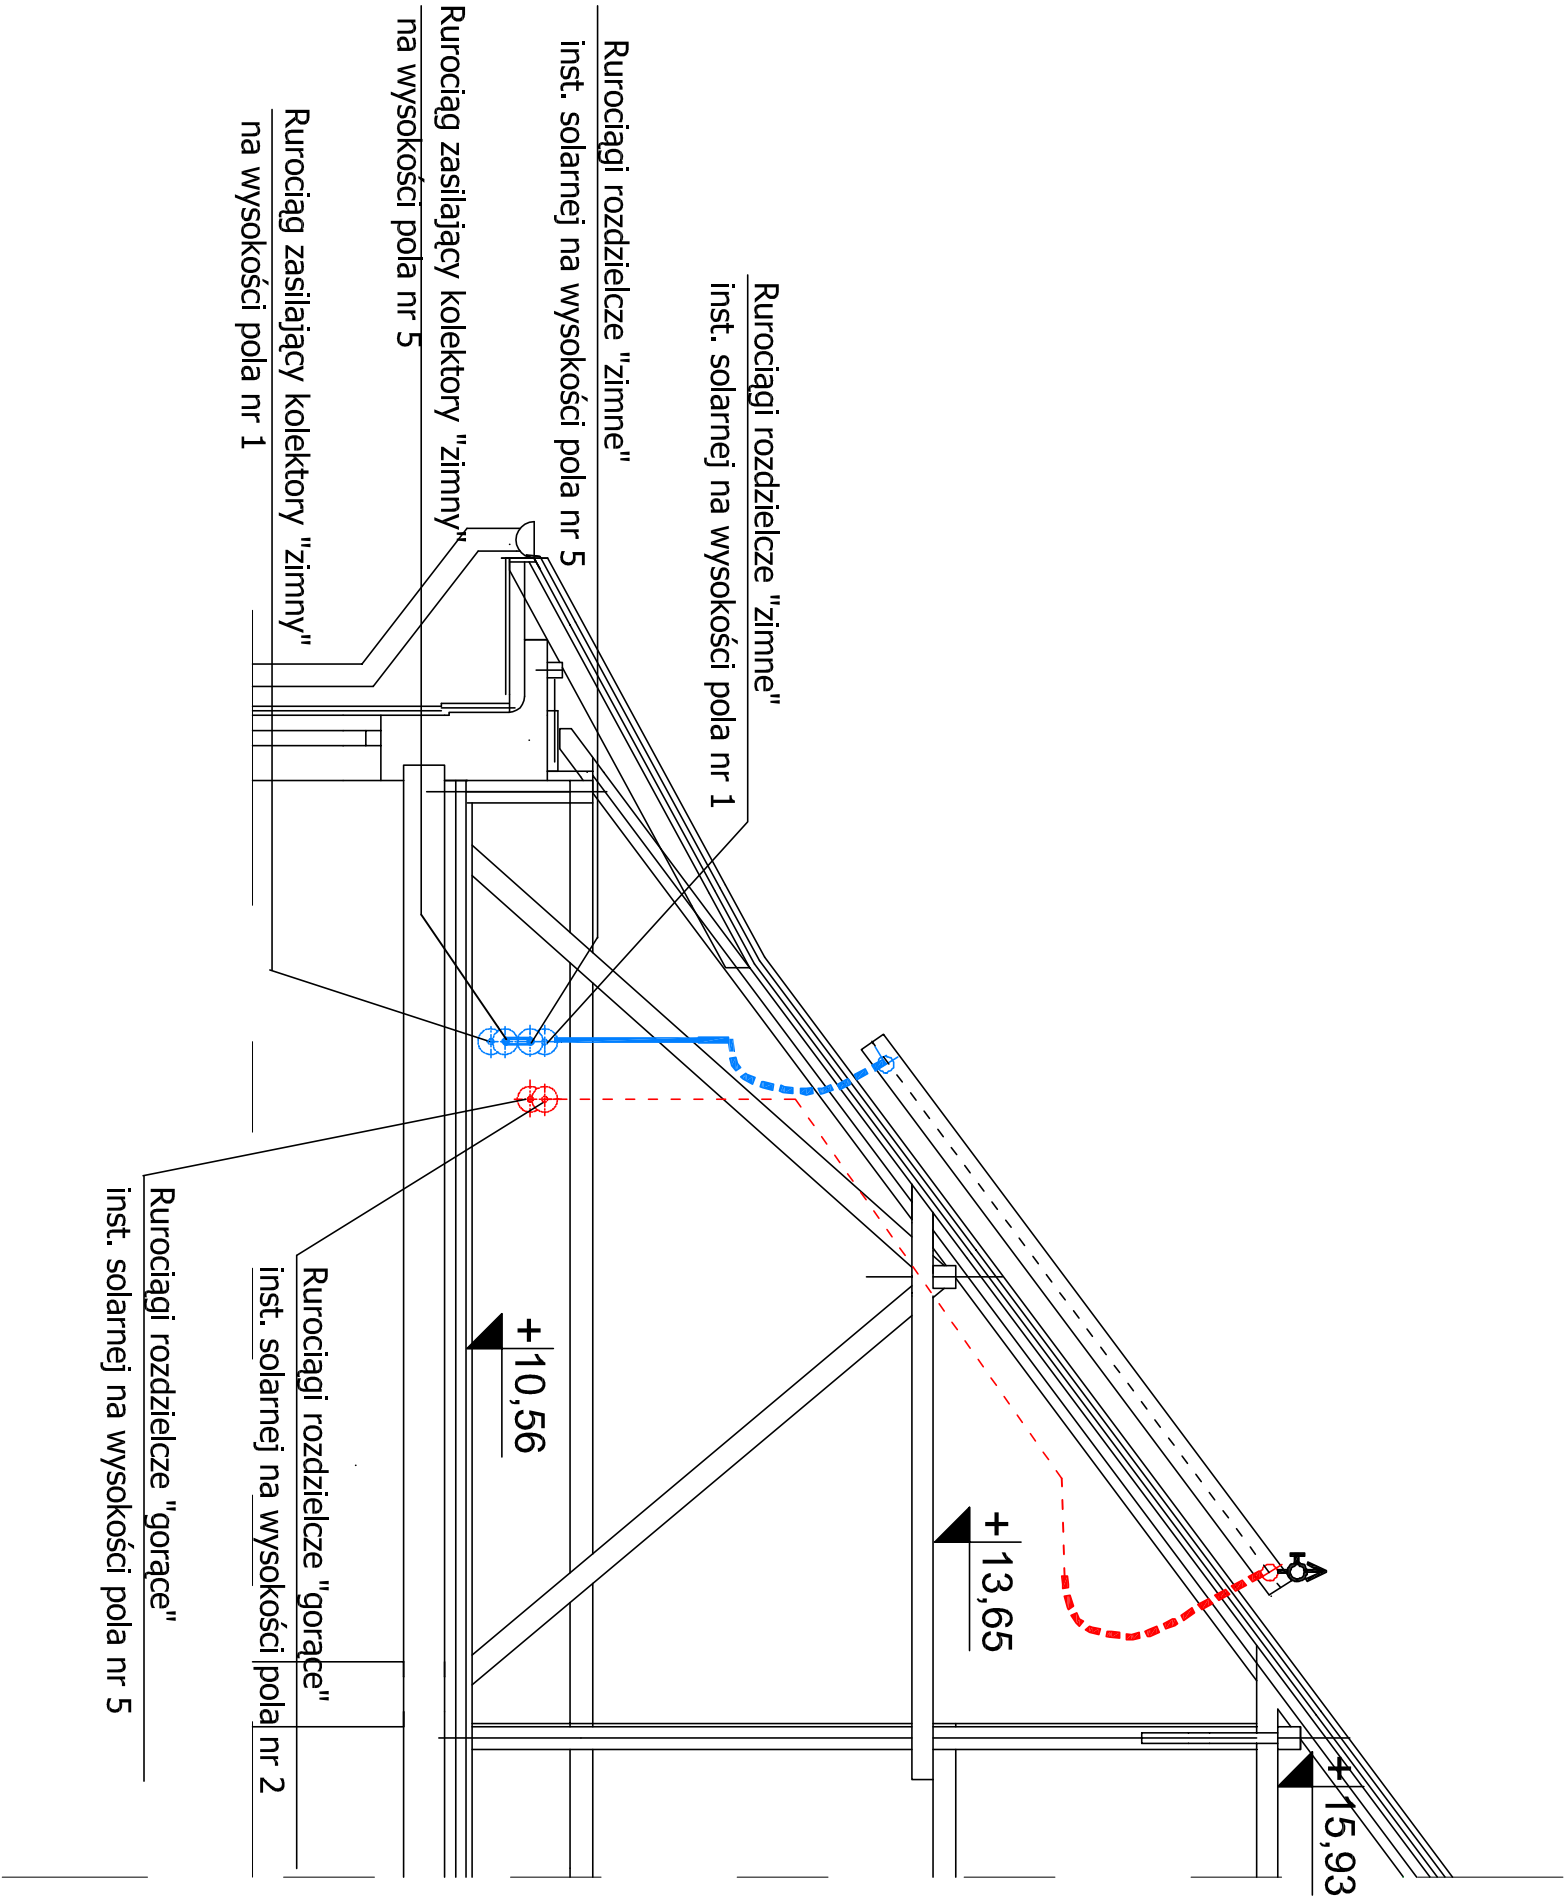 Rurociągi rozdzielcze "zimne"
inst. solarnej na wysokości pola nr 1
Rurociągi rozdzielcze "zimne"
inst. solarnej na wysokości pola nr 5
Rurociąg zasilający kolektory "zimny"
na wysokości pola nr 5
Rurociąg zasilający kolektory "zimny"
na wysokości pola nr 1
+15,93
+13,65
+10,56
Rurociągi rozdzielcze "gorące"
inst. solarnej na wysokości pola nr 2
Rurociągi rozdzielcze "gorące"
inst. solarnej na wysokości pola nr 5